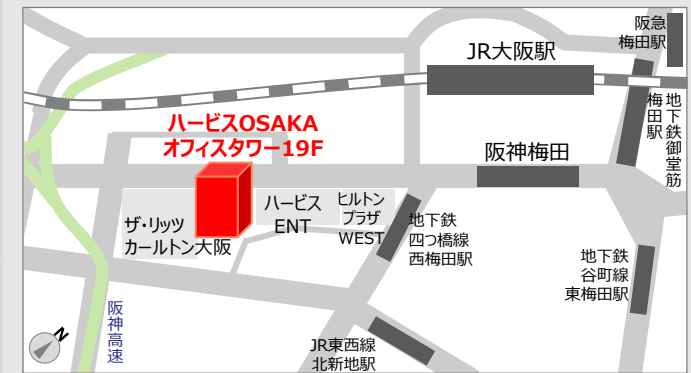 阪急
梅田駅
JR大阪駅
地下鉄御堂筋
梅田駅
ハービスOSAKA
オフィスタワー19F
阪神梅田
ザ・リッツ
カールトン大阪
ハービス
ENT
ヒルトン
プラザ
WEST
地下鉄
四つ橋線
西梅田駅
地下鉄
谷町線
東梅田駅
阪神高速
N
JR東西線
北新地駅